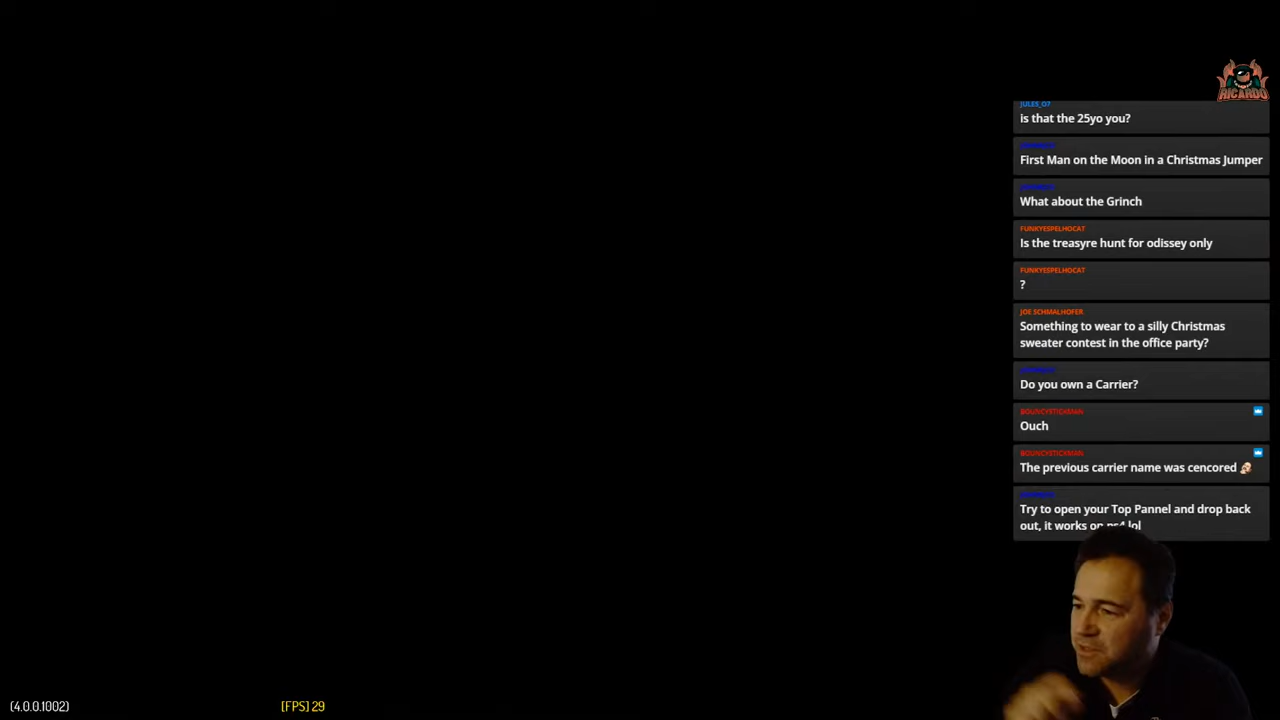 RICARDO
JULES_O7
is that the 25yo you?
First Man on the Moon in a Christmas Jumper
What about the Grinch
FUNKYESPELHOCAT
Is the treasyre hunt for odissey only
FUNKYESPELHOCAT
?
JOE SCHMALHOFER
Something to wear to a silly Christmas
sweater contest in the office party?
Do you own a Carrier?
BOUNCYSTICKMAN
Ouch
BOUNCYSTICKMAN
The previous carrier name was cencored
Try to open your Top Pannel and drop back
out, it works on ps4 lol
(4.0.0.1002)
[FPS] 29